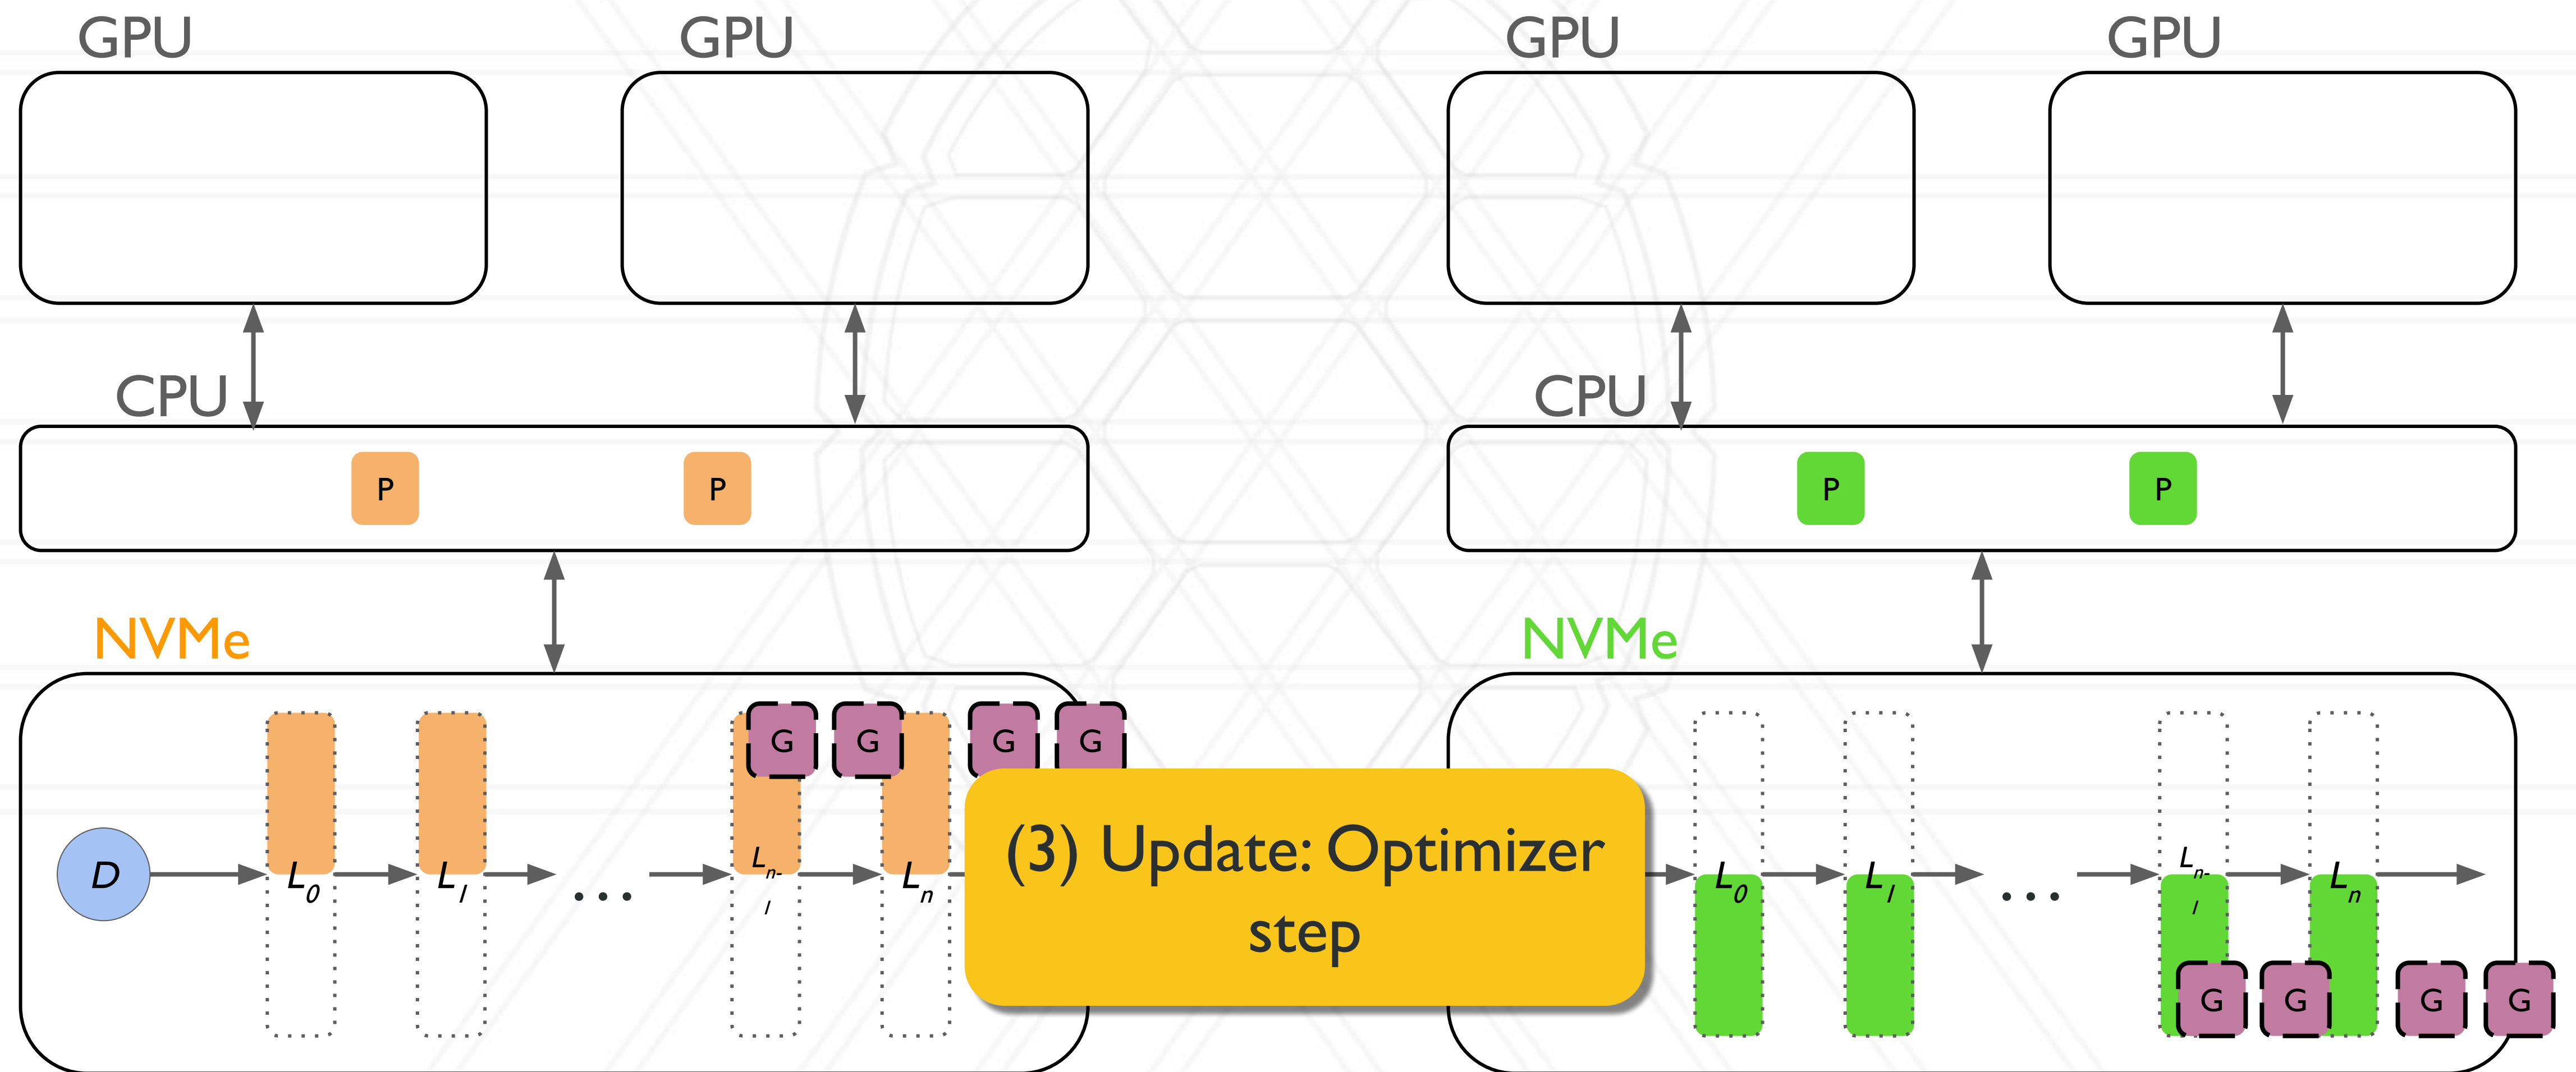 GPU GPU GPU GPU
CPU CPU
P P P P
NVMe NVMe
G G G G
(3) Update: Optimizer
step
D L0 L1 ... Ln-1 Ln L0 L1 ... Ln-1 Ln
G G G G